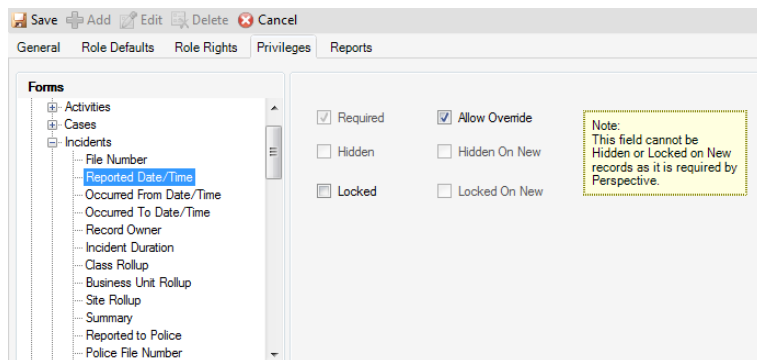 Save Add Edit Delete Cancel
General Role Defaults Role Rights Privileges Reports
Forms
Activities
Cases
Incidents
File Number
Reported Date/Time
Occurred From Date/Time
Occurred To Date/Time
Record Owner
Incident Duration
Class Rollup
Business Unit Rollup
Site Rollup
Summary
Reported to Police
Police File Number
Required Allow Override
Hidden Hidden On New
Locked Locked On New
Note:
This field cannot be
Hidden or Locked on New
records as it is required by
Perspective.